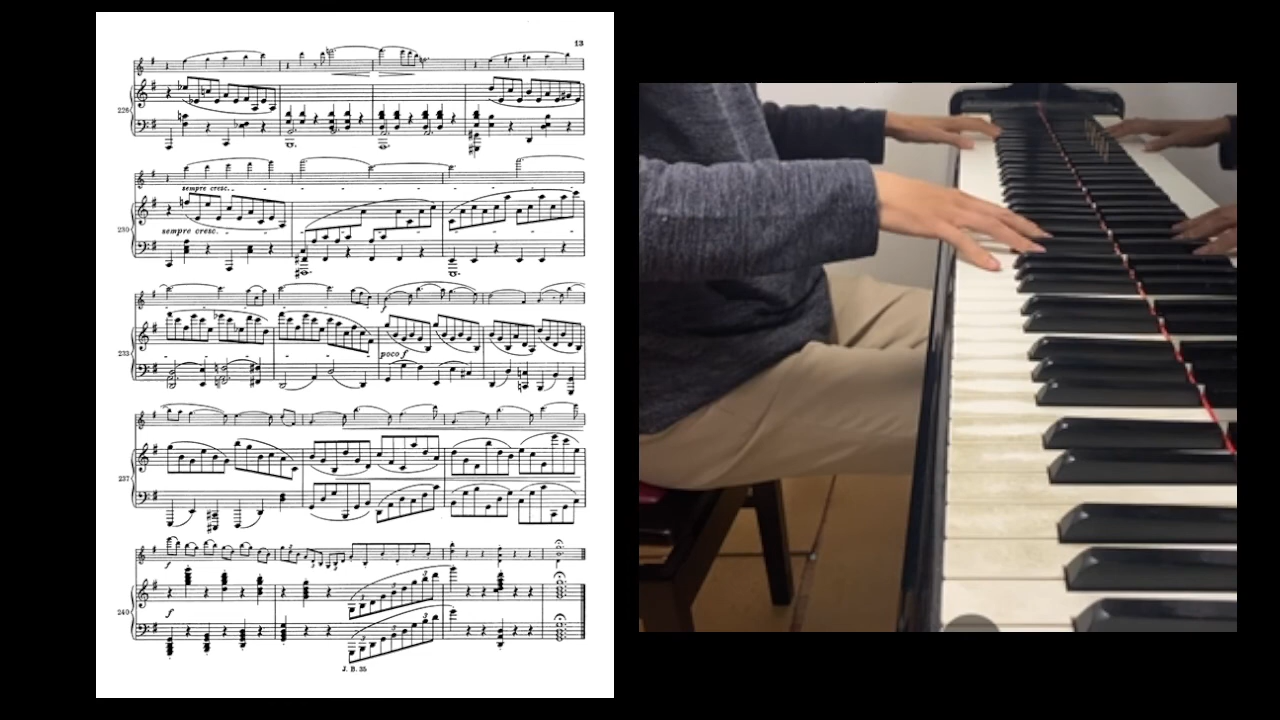 13
226
sempre cresc.
230
sempre cresc.
f
233
poco f
237
f
240
f
J. B. 35